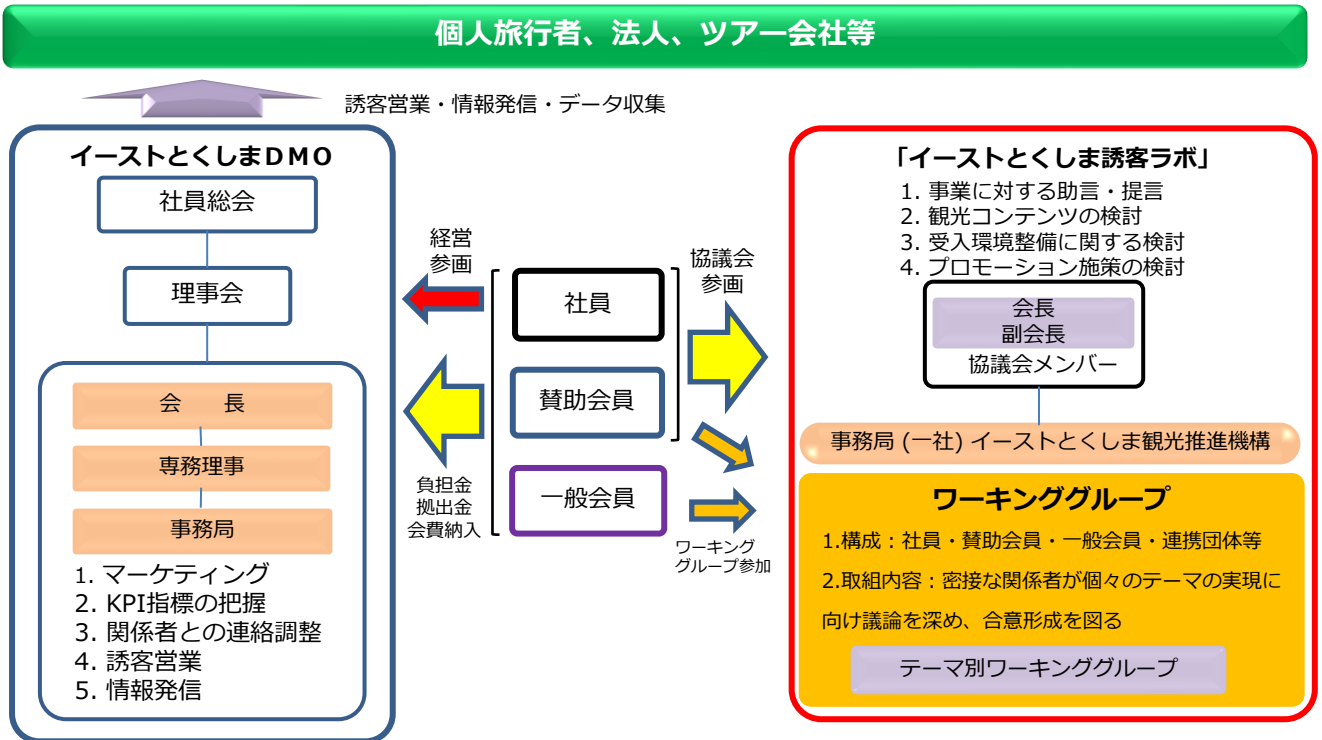 個人旅行者、法人、ツアー会社等
誘客営業・情報発信・データ収集
イーストとくしまDMO
社員総会
理事会
会　長
専務理事
事務局
1. マーケティング
2. KPI指標の把握
3. 関係者との連絡調整
4. 誘客営業
5. 情報発信
経営
参画
負担金
拠出金
会費納入
社員
賛助会員
一般会員
協議会
参画
ワーキング
グループ参加
「イーストとくしま誘客ラボ」
1. 事業に対する助言・提言
2. 観光コンテンツの検討
3. 受入環境整備に関する検討
4. プロモーション施策の検討
会長
副会長
協議会メンバー
事務局 (一社) イーストとくしま観光推進機構
ワーキンググループ
1.構成：社員・賛助会員・一般会員・連携団体等
2.取組内容：密接な関係者が個々のテーマの実現に
向け議論を深め、合意形成を図る
テーマ別ワーキンググループ